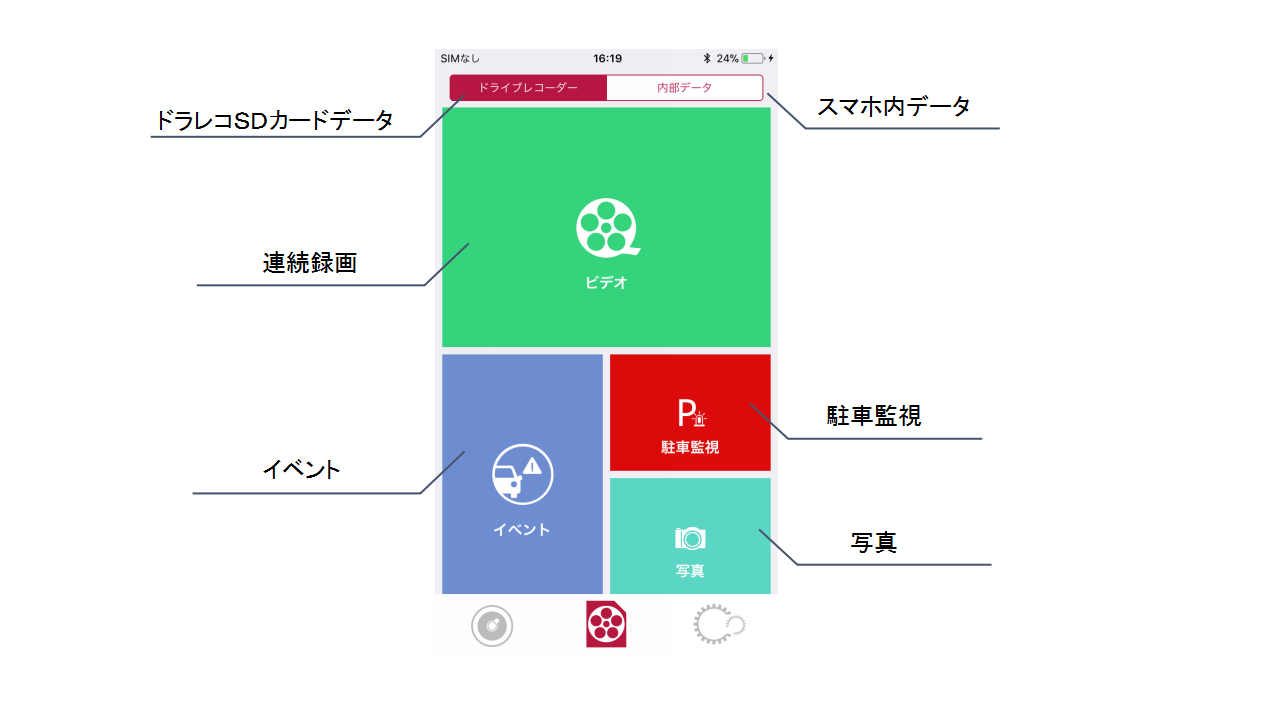 SIMなし 16:19 24%
ドライブレコーダー 内部データ
ドラレコSDカードデータ
スマホ内データ
連続録画
ビデオ
P
駐車監視
駐車監視
イベント
イベント
写真
写真